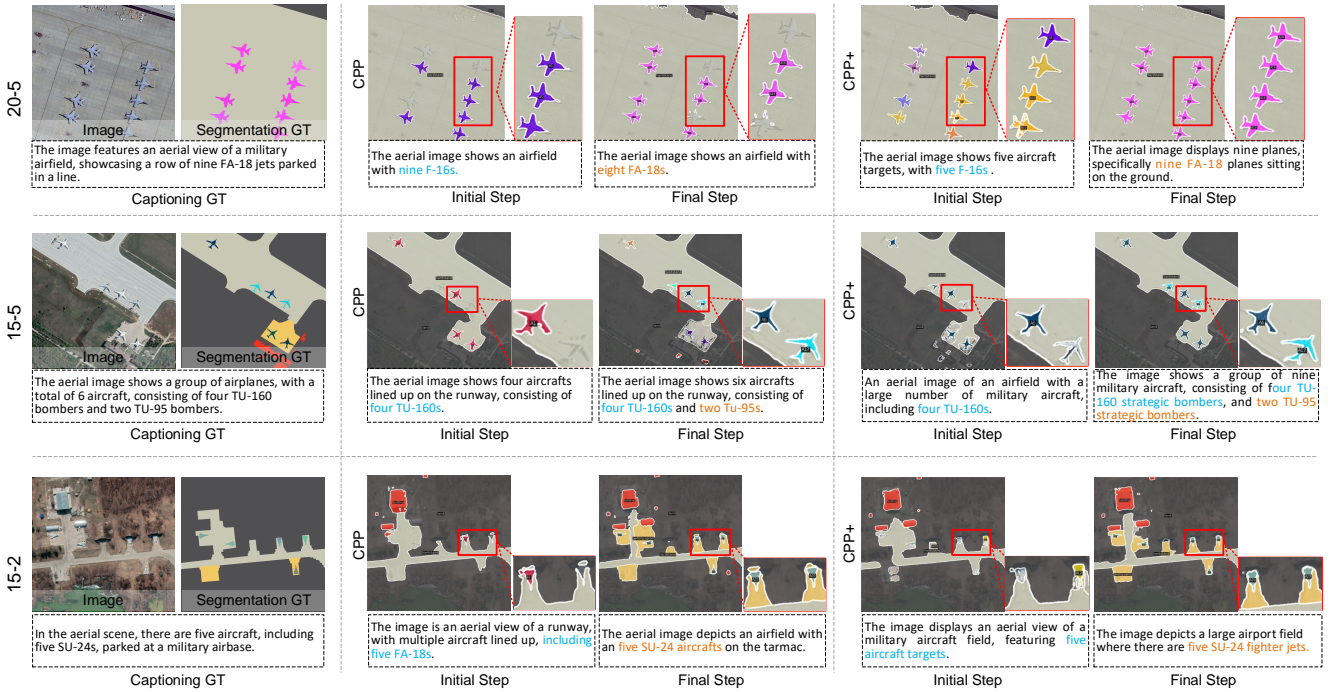 20-5
Image
Segmentation GT
The image features an aerial view of a military
airfield, showcasing a row of nine FA-18 jets parked
in a line.
Captioning GT
CPP
The aerial image shows an airfield
with nine F-16s.
Initial Step
The aerial image shows an airfield with
eight FA-18s.
Final Step
CPP+
The aerial image shows five aircraft
targets, with five F-16s .
Initial Step
The aerial image displays nine planes,
specifically nine FA-18 planes sitting
on the ground.
Final Step
15-5
Image
Segmentation GT
The aerial image shows a group of airplanes, with a
total of 6 aircraft, consisting of four TU-160
bombers and two TU-95 bombers.
Captioning GT
CPP
The aerial image shows four aircrafts
lined up on the runway, consisting of
four TU-160s.
Initial Step
The aerial image shows six aircrafts
lined up on the runway, consisting
of four TU-160s and two Tu-95s.
Final Step
CPP+
An aerial image of an airfield with a
large number of military aircraft,
including four TU-160s.
Initial Step
The image shows a group of nine
military aircraft, consisting of four TU-
160 strategic bombers, and two TU-95
strategic bombers.
Final Step
15-2
Image
Segmentation GT
In the aerial scene, there are five aircraft, including
five SU-24s, parked at a military airbase.
Captioning GT
CPP
The image is an aerial view of a runway,
with multiple aircraft lined up, including
five FA-18s.
Initial Step
The aerial image depicts an airfield with
an five SU-24 aircrafts on the tarmac.
Final Step
CPP+
The image displays an aerial view of a
military aircraft field, featuring five
aircraft targets.
Initial Step
The image depicts a large airport field
where there are five SU-24 fighter jets.
Final Step